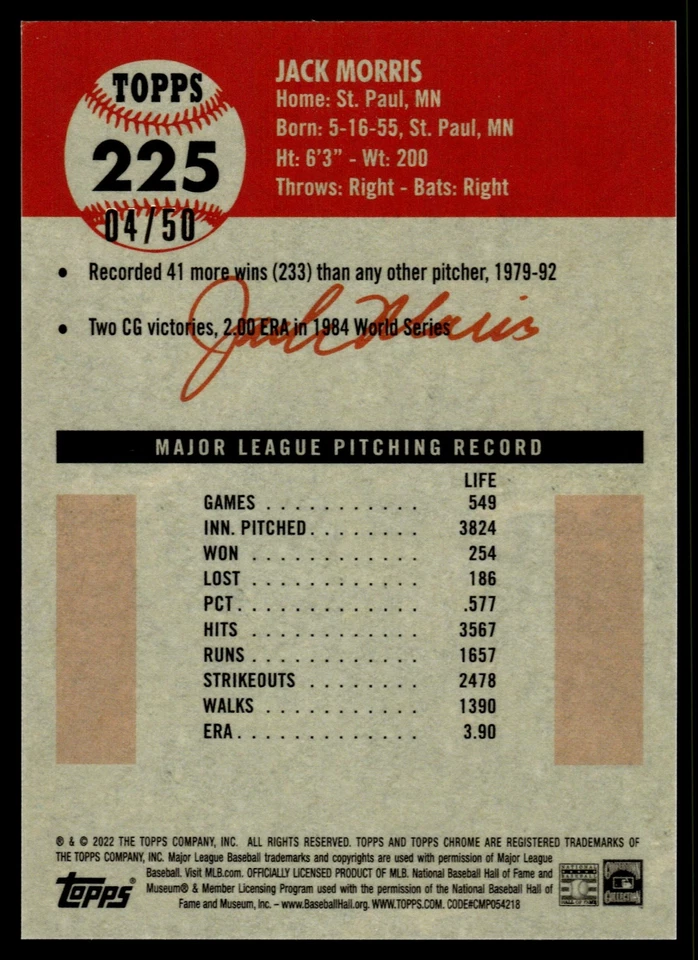 TOPPS
225
04/50
JACK MORRIS
Home: St. Paul, MN
Born: 5-16-55, St. Paul, MN
Ht: 6'3" - Wt: 200
Throws: Right - Bats: Right
• Recorded 41 more wins (233) than any other pitcher, 1979-92
• Two CG victories, 2.00 ERA in 1984 World Series
Jack Morris
MAJOR LEAGUE PITCHING RECORD
LIFE
GAMES . . . . . . . . . . . 549
INN. PITCHED . . . . . . . . 3824
WON . . . . . . . . . . . . 254
LOST . . . . . . . . . . . . 186
PCT. . . . . . . . . . . . . .577
HITS . . . . . . . . . . . . 3567
RUNS . . . . . . . . . . . . 1657
STRIKEOUTS . . . . . . . . 2478
WALKS . . . . . . . . . . . 1390
ERA . . . . . . . . . . . . . 3.90
® & © 2022 THE TOPPS COMPANY, INC. ALL RIGHTS RESERVED. TOPPS AND TOPPS CHROME ARE REGISTERED TRADEMARKS OF
THE TOPPS COMPANY, INC. Major League Baseball trademarks and copyrights are used with permission of Major League
Baseball. Visit MLB.com. OFFICIALLY LICENSED PRODUCT OF MLB. National Baseball Hall of Fame and
Museum® & Member Licensing Program used with the permission of the National Baseball Hall of
Fame and Museum, Inc – www.BaseballHall.org. WWW.TOPPS.COM. CODE#CMP054218
TOPPS®